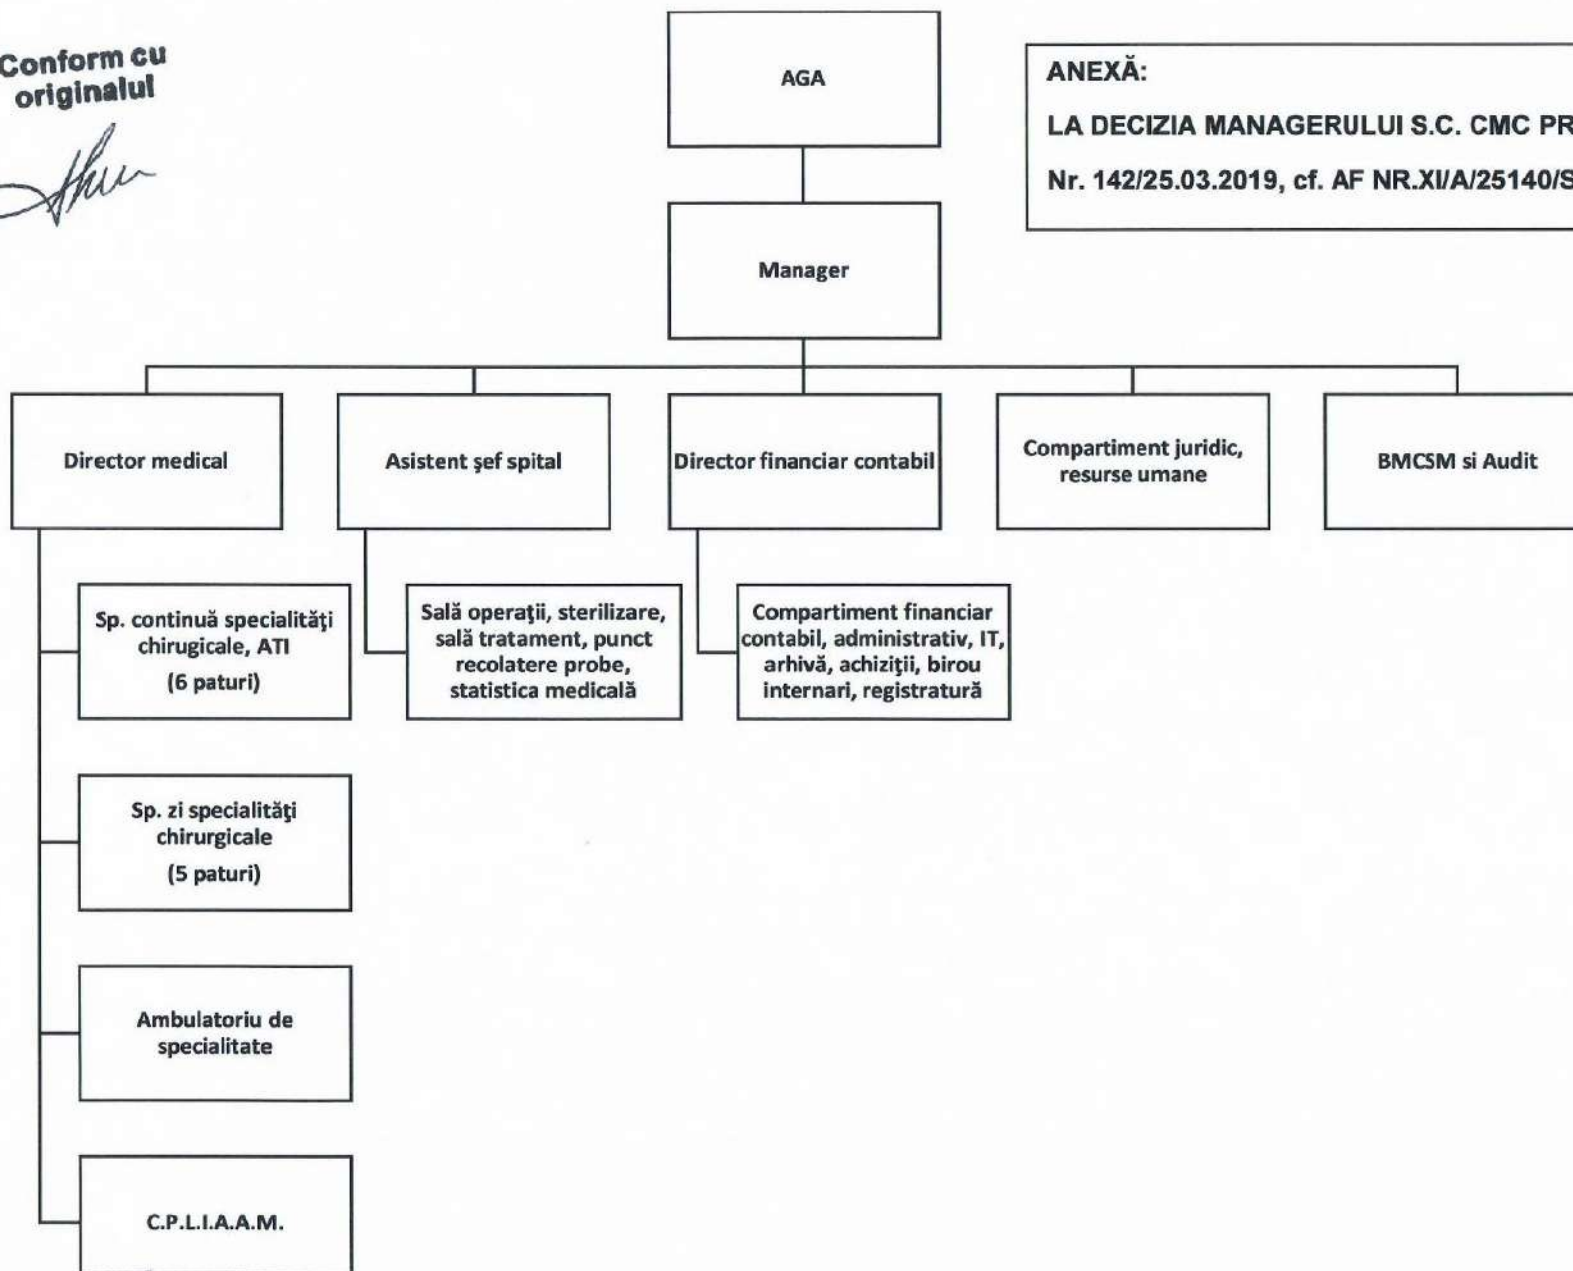 Conform cu
originalul
AGA
ANEXĂ:
LA DECIZIA MANAGERULUI S.C. CMC PR
Nr. 142/25.03.2019, cf. AF NR.XI/A/25140/S
Manager
Director medical
Asistent şef spital
Director financiar contabil
Compartiment juridic,
resurse umane
BMCSM si Audit
Sp. continuă specialităţi
chirugicale, ATI
(6 paturi)
Sală operaţii, sterilizare,
sală tratament, punct
recolatere probe,
statistica medicală
Compartiment financiar
contabil, administrativ, IT,
arhivă, achiziţii, birou
internari, registratură
Sp. zi specialităţi
chirurgicale
(5 paturi)
Ambulatoriu de
specialitate
C.P.L.I.A.A.M.